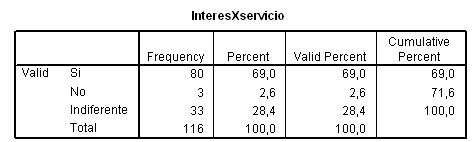 InteresXservicio
Cumulative
Frequency Percent Valid Percent Percent
Valid Si 80 69,0 69,0 69,0
No 3 2,6 2,6 71,6
Indiferente 33 28,4 28,4 100,0
Total 116 100,0 100,0